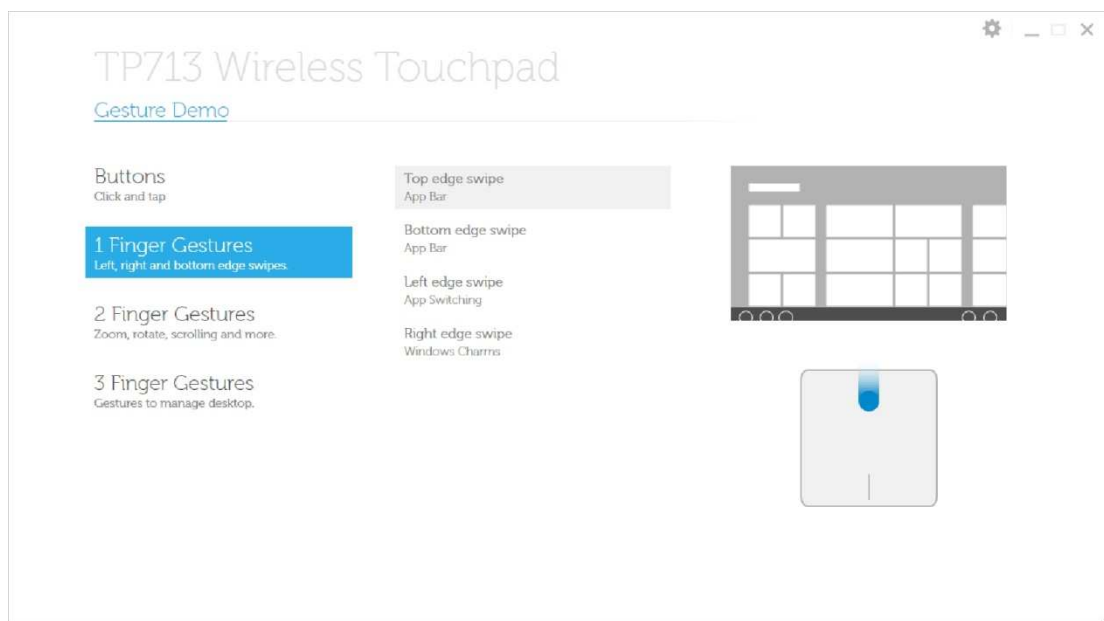 TP713 Wireless Touchpad
Gesture Demo
Buttons
Click and tap
1 Finger Gestures
Left, right and bottom edge swipes.
2 Finger Gestures
Zoom, rotate, scrolling and more.
3 Finger Gestures
Gestures to manage desktop.
Top edge swipe
App Bar
Bottom edge swipe
App Bar
Left edge swipe
App Switching
Right edge swipe
Windows Charms